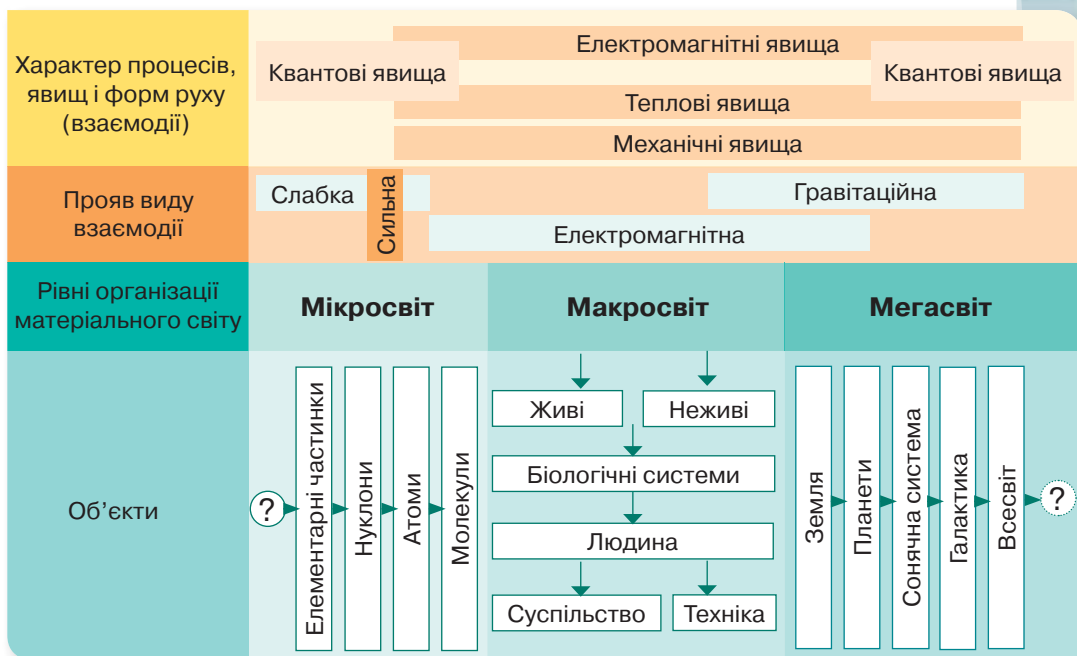 Характер процесів,
явищ і форм руху
(взаємодії)
Електромагнітні явища
Квантові явища
Квантові явища
Теплові явища
Механічні явища
Прояв виду
взаємодії
Слабка
Сильна
Гравітаційна
Електромагнітна
Рівні організації
матеріального світу
Мікросвіт
Макросвіт
Мегасвіт
Об’єкти
?
Елементарні частинки
Нуклони
Атоми
Молекули
Живі
Неживі
Біологічні системи
Людина
Суспільство
Техніка
Земля
Планети
Сонячна система
Галактика
Всесвіт
?